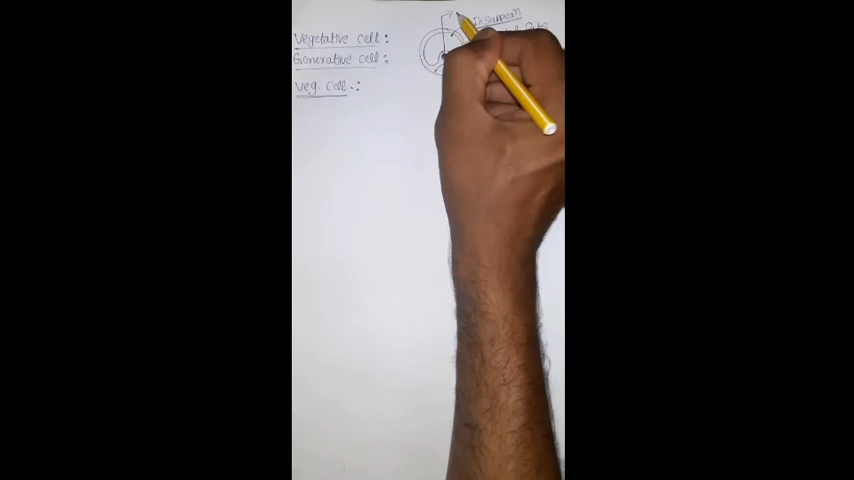 Disappear
Vegetative cell :
Generative cell :
Veg. Cell.: